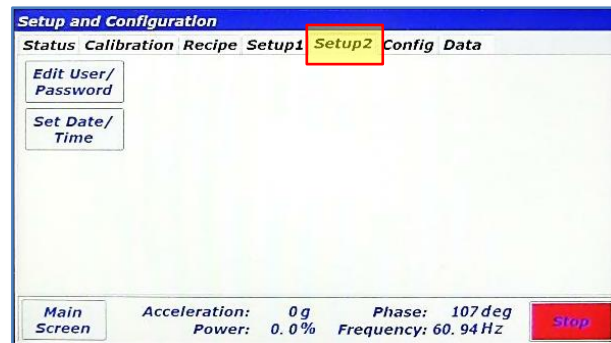 Setup and Configuration
Status Calibration Recipe Setup1 Setup2 Config Data
Edit User/
Password
Set Date/
Time
Main
Screen
Acceleration: 0 g Phase: 107 deg
Power: 0.0% Frequency: 60.94 Hz
Stop